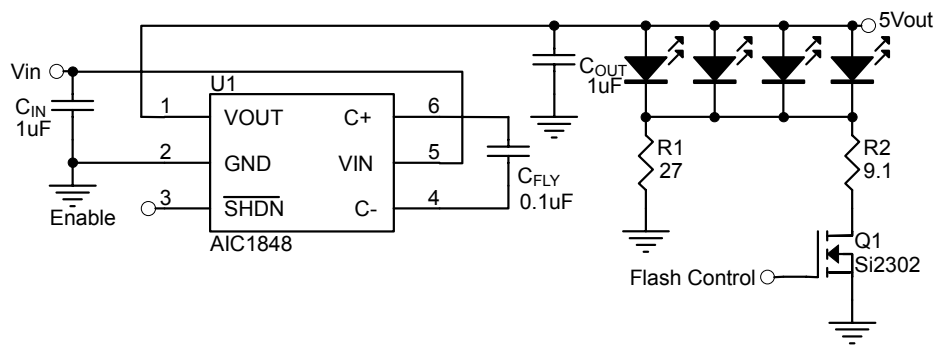 5Vout
Vin
U1
COUT
1uF
CIN
1uF
1
VOUT
C+
6
R1
27
R2
9.1
2
GND
VIN
5
CFLY
0.1uF
3
SHDN
C-
4
Enable
AIC1848
Q1
Si2302
Flash Control